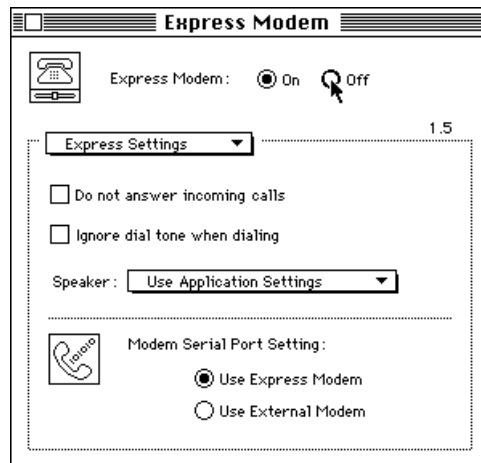 Express Modem
Express Modem: On Off
1.5
Express Settings
Do not answer incoming calls
Ignore dial tone when dialing
Speaker: Use Application Settings
Modem Serial Port Setting:
Use Express Modem
Use External Modem